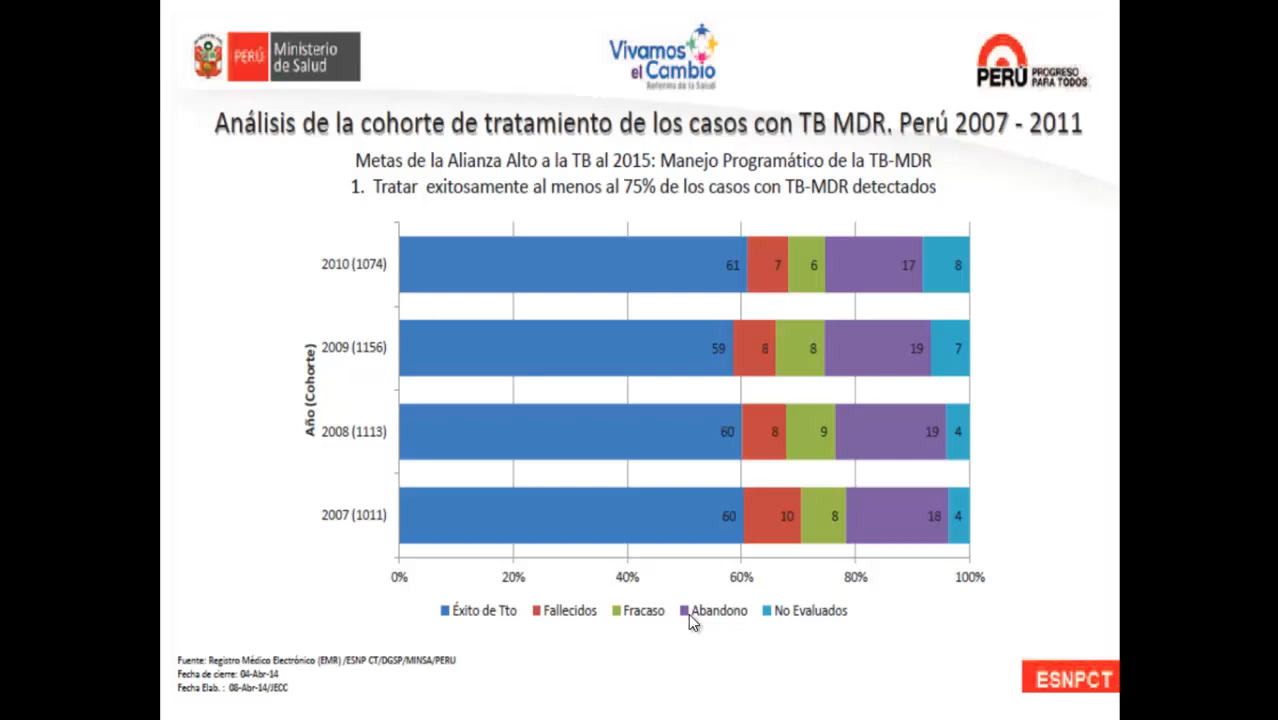 PERÚ
Ministerio
de Salud
Vivamos
el Cambio
Reforma de la Salud
PERÚ PROGRESO
PARA TODOS
Análisis de la cohorte de tratamiento de los casos con TB MDR. Perú 2007 - 2011
Metas de la Alianza Alto a la TB al 2015: Manejo Programático de la TB-MDR
1. Tratar exitosamente al menos al 75% de los casos con TB-MDR detectados
Año (Cohorte)
2010 (1074) 61 7 6 17 8
2009 (1156) 59 8 8 19 7
2008 (1113) 60 8 9 19 4
2007 (1011) 60 10 8 18 4
0% 20% 40% 60% 80% 100%
Éxito de Tto Fallecidos Fracaso Abandono No Evaluados
Fuente: Registro Médico Electrónico (EMR) /ESNP CT/DGSP/MINSA/PERU
Fecha de cierre: 04-Abr-14
Fecha Elab. : 08-Abr-14/JECC
ESNPCT